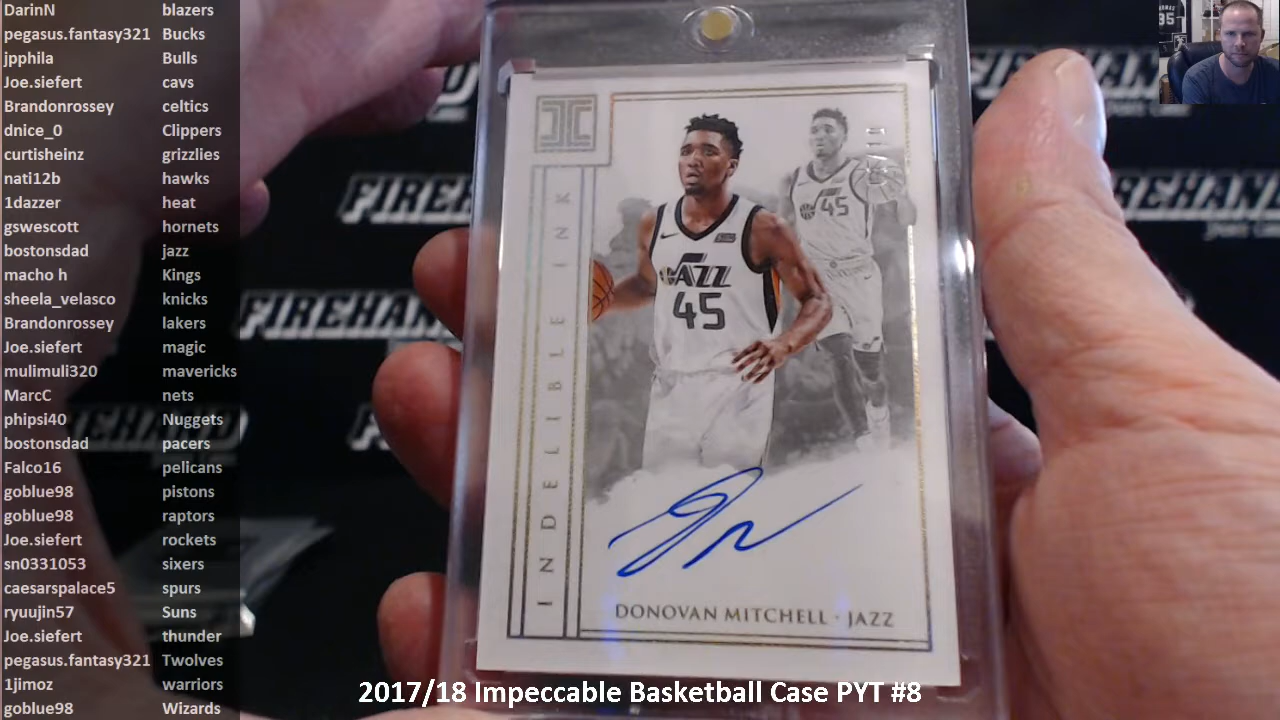 DarinN blazers
pegasus.fantasy321 Bucks
jpphila Bulls
Joe.siefert cavs
Brandonrossey celtics
dnice_0 Clippers
curtisheinz grizzlies
nati12b hawks
1dazzer heat
gswescott hornets
bostonsdad jazz
macho h Kings
sheela_velasco knicks
Brandonrossey lakers
Joe.siefert magic
mulimuli320 mavericks
MarcC nets
phipsi40 Nuggets
bostonsdad pacers
Falco16 pelicans
goblue98 pistons
goblue98 raptors
Joe.siefert rockets
sn0331053 sixers
caesarspalace5 spurs
ryuujin57 Suns
Joe.siefert thunder
pegasus.fantasy321 Twolves
1jimoz warriors
goblue98 Wizards
FIREHAND
FIREHAND
FIREHAN
INDELIBLE INK
45
JAZZ
45
DONOVAN MITCHELL · JAZZ
2017/18 Impeccable Basketball Case PYT #8